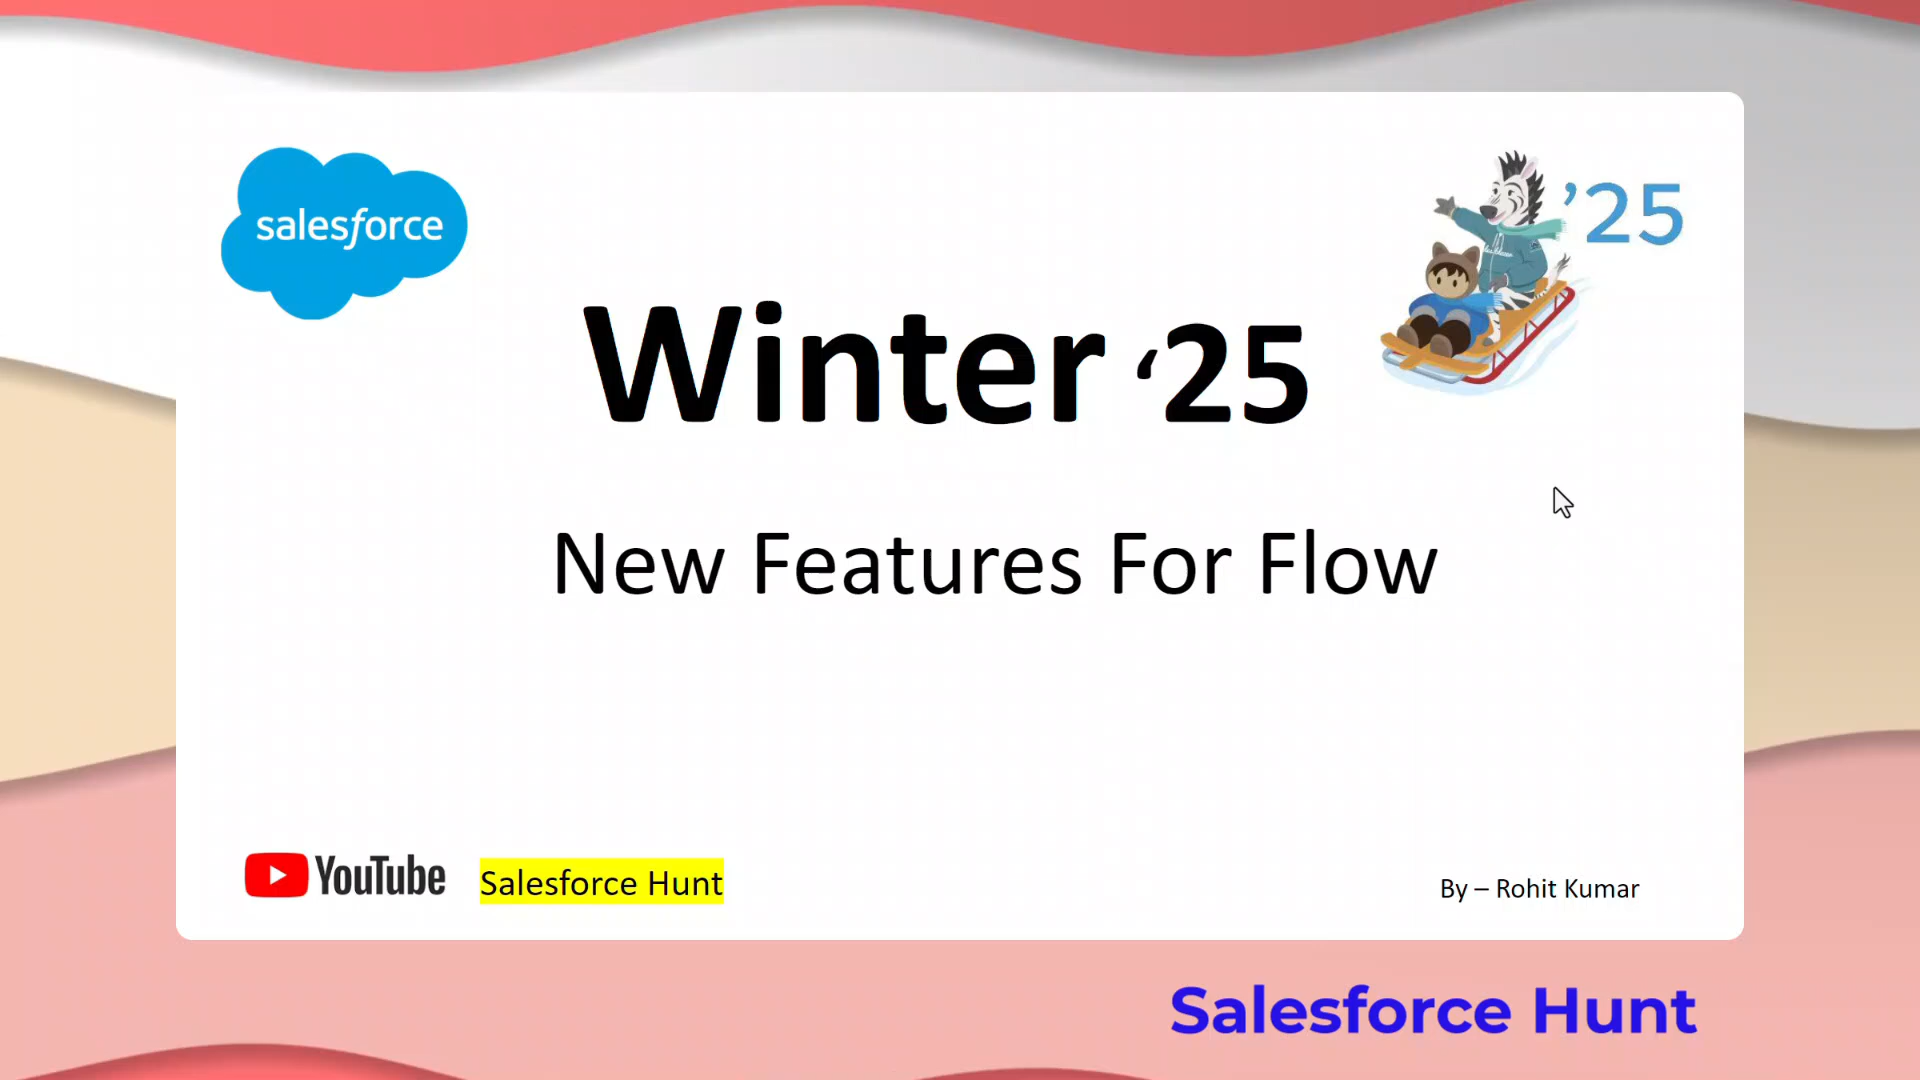 salesforce
’25
Winter ‘25
New Features For Flow
YouTube
Salesforce Hunt
By – Rohit Kumar
Salesforce Hunt